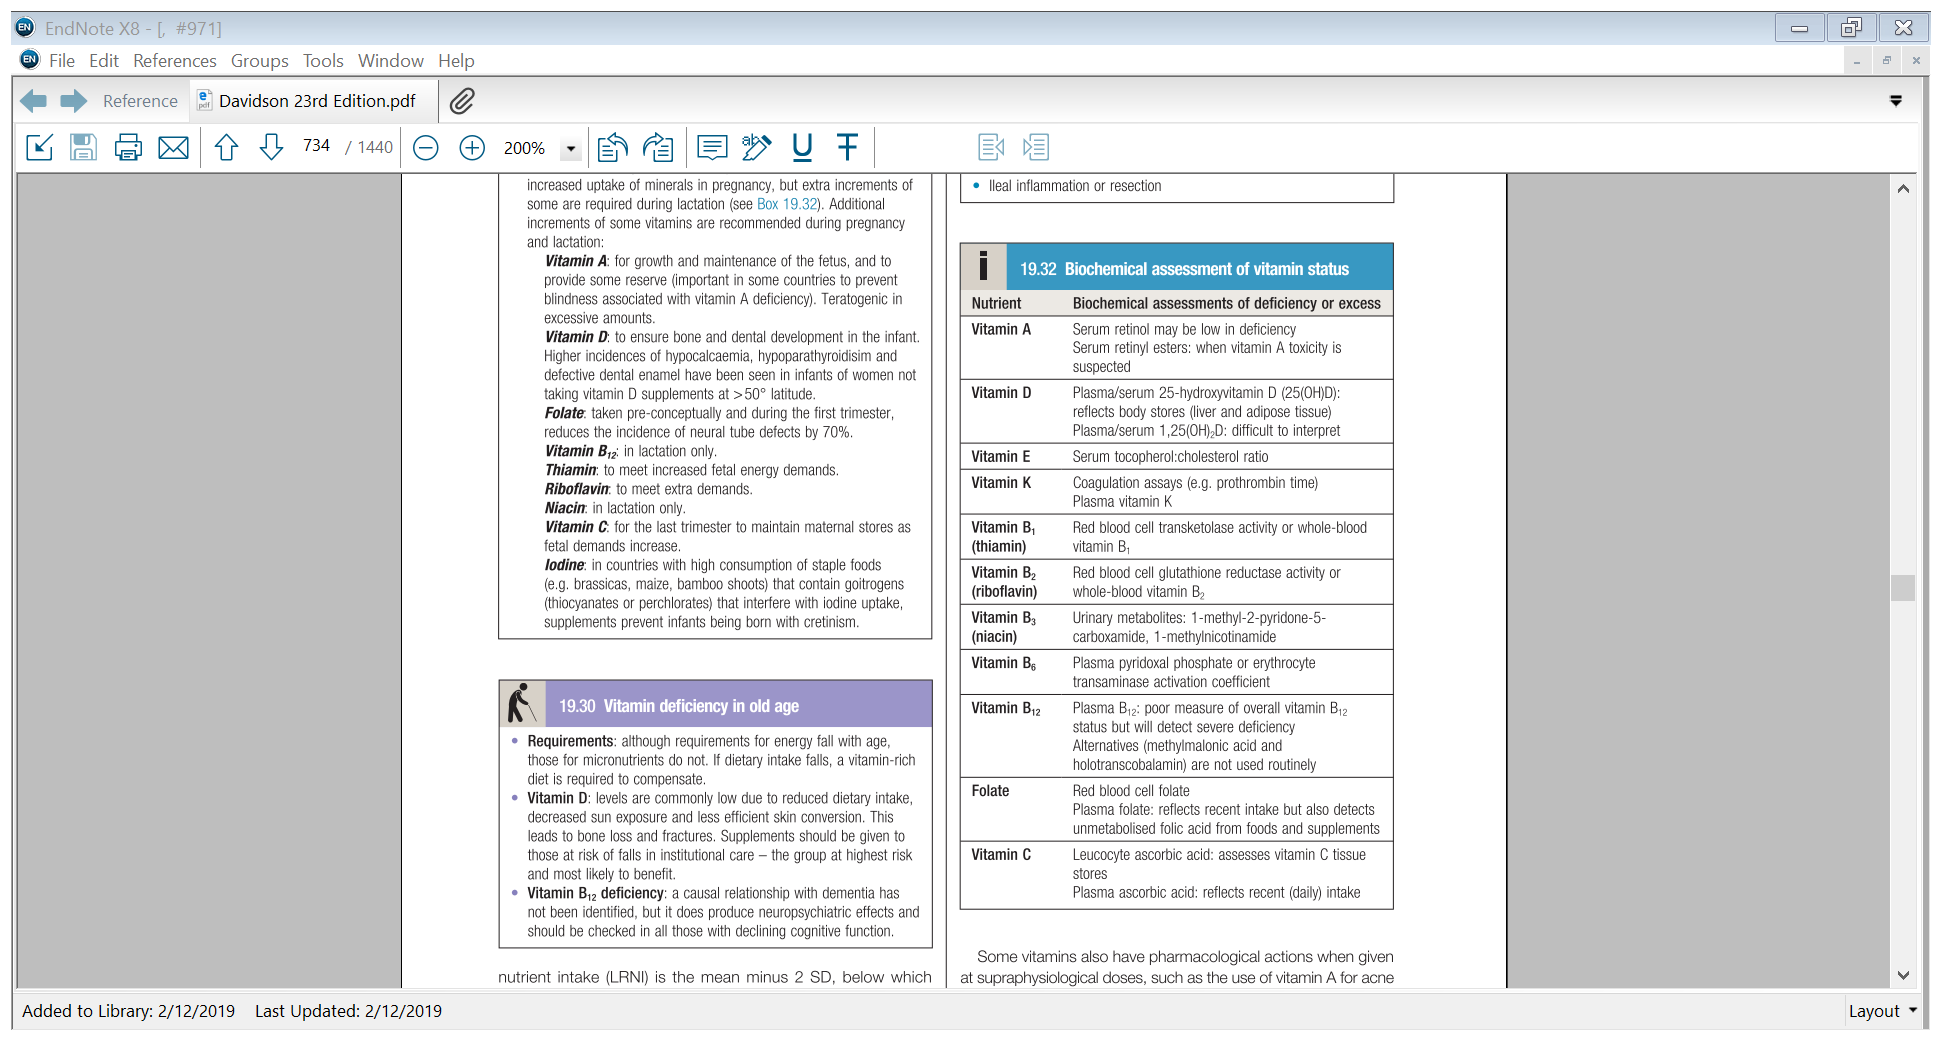 EndNote X8 - [, #971]
File Edit References Groups Tools Window Help
Reference Davidson 23rd Edition.pdf
734 / 1440 200%
increased uptake of minerals in pregnancy, but extra increments of
some are required during lactation (see Box 19.32). Additional
increments of some vitamins are recommended during pregnancy
and lactation:
Vitamin A: for growth and maintenance of the fetus, and to
provide some reserve (important in some countries to prevent
blindness associated with vitamin A deficiency). Teratogenic in
excessive amounts.
Vitamin D: to ensure bone and dental development in the infant.
Higher incidences of hypocalcaemia, hypoparathyroidisim and
defective dental enamel have been seen in infants of women not
taking vitamin D supplements at >50° latitude.
Folate: taken pre-conceptually and during the first trimester,
reduces the incidence of neural tube defects by 70%.
Vitamin B12: in lactation only.
Thiamin: to meet increased fetal energy demands.
Riboflavin: to meet extra demands.
Niacin: in lactation only.
Vitamin C: for the last trimester to maintain maternal stores as
fetal demands increase.
Iodine: in countries with high consumption of staple foods
(e.g. brassicas, maize, bamboo shoots) that contain goitrogens
(thiocyanates or perchlorates) that interfere with iodine uptake,
supplements prevent infants being born with cretinism.
19.30 Vitamin deficiency in old age
• Requirements: although requirements for energy fall with age,
those for micronutrients do not. If dietary intake falls, a vitamin-rich
diet is required to compensate.
• Vitamin D: levels are commonly low due to reduced dietary intake,
decreased sun exposure and less efficient skin conversion. This
leads to bone loss and fractures. Supplements should be given to
those at risk of falls in institutional care – the group at highest risk
and most likely to benefit.
• Vitamin B12 deficiency: a causal relationship with dementia has
not been identified, but it does produce neuropsychiatric effects and
should be checked in all those with declining cognitive function.
nutrient intake (LRNI) is the mean minus 2 SD, below which
• Ileal inflammation or resection
i 19.32 Biochemical assessment of vitamin status
Nutrient Biochemical assessments of deficiency or excess
Vitamin A Serum retinol may be low in deficiency
Serum retinyl esters: when vitamin A toxicity is
suspected
Vitamin D Plasma/serum 25-hydroxyvitamin D (25(OH)D):
reflects body stores (liver and adipose tissue)
Plasma/serum 1,25(OH)2D: difficult to interpret
Vitamin E Serum tocopherol:cholesterol ratio
Vitamin K Coagulation assays (e.g. prothrombin time)
Plasma vitamin K
Vitamin B1 Red blood cell transketolase activity or whole-blood
(thiamin) vitamin B1
Vitamin B2 Red blood cell glutathione reductase activity or
(riboflavin) whole-blood vitamin B2
Vitamin B3 Urinary metabolites: 1-methyl-2-pyridone-5-
(niacin) carboxamide, 1-methylnicotinamide
Vitamin B6 Plasma pyridoxal phosphate or erythrocyte
transaminase activation coefficient
Vitamin B12 Plasma B12: poor measure of overall vitamin B12
status but will detect severe deficiency
Alternatives (methylmalonic acid and
holotranscobalamin) are not used routinely
Folate Red blood cell folate
Plasma folate: reflects recent intake but also detects
unmetabolised folic acid from foods and supplements
Vitamin C Leucocyte ascorbic acid: assesses vitamin C tissue
stores
Plasma ascorbic acid: reflects recent (daily) intake
Some vitamins also have pharmacological actions when given
at supraphysiological doses, such as the use of vitamin A for acne
Added to Library: 2/12/2019 Last Updated: 2/12/2019 Layout